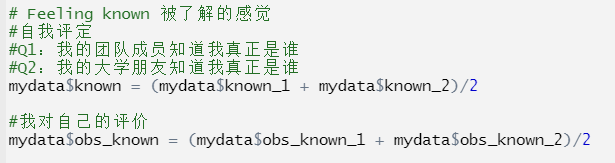 # Feeling known 被了解的感觉
#自我评定
#Q1：我的团队成员知道我真正是谁
#Q2：我的大学朋友知道我真正是谁
mydata$known = (mydata$known_1 + mydata$known_2)/2
#我对自己的评价
mydata$obs_known = (mydata$obs_known_1 + mydata$obs_known_2)/2